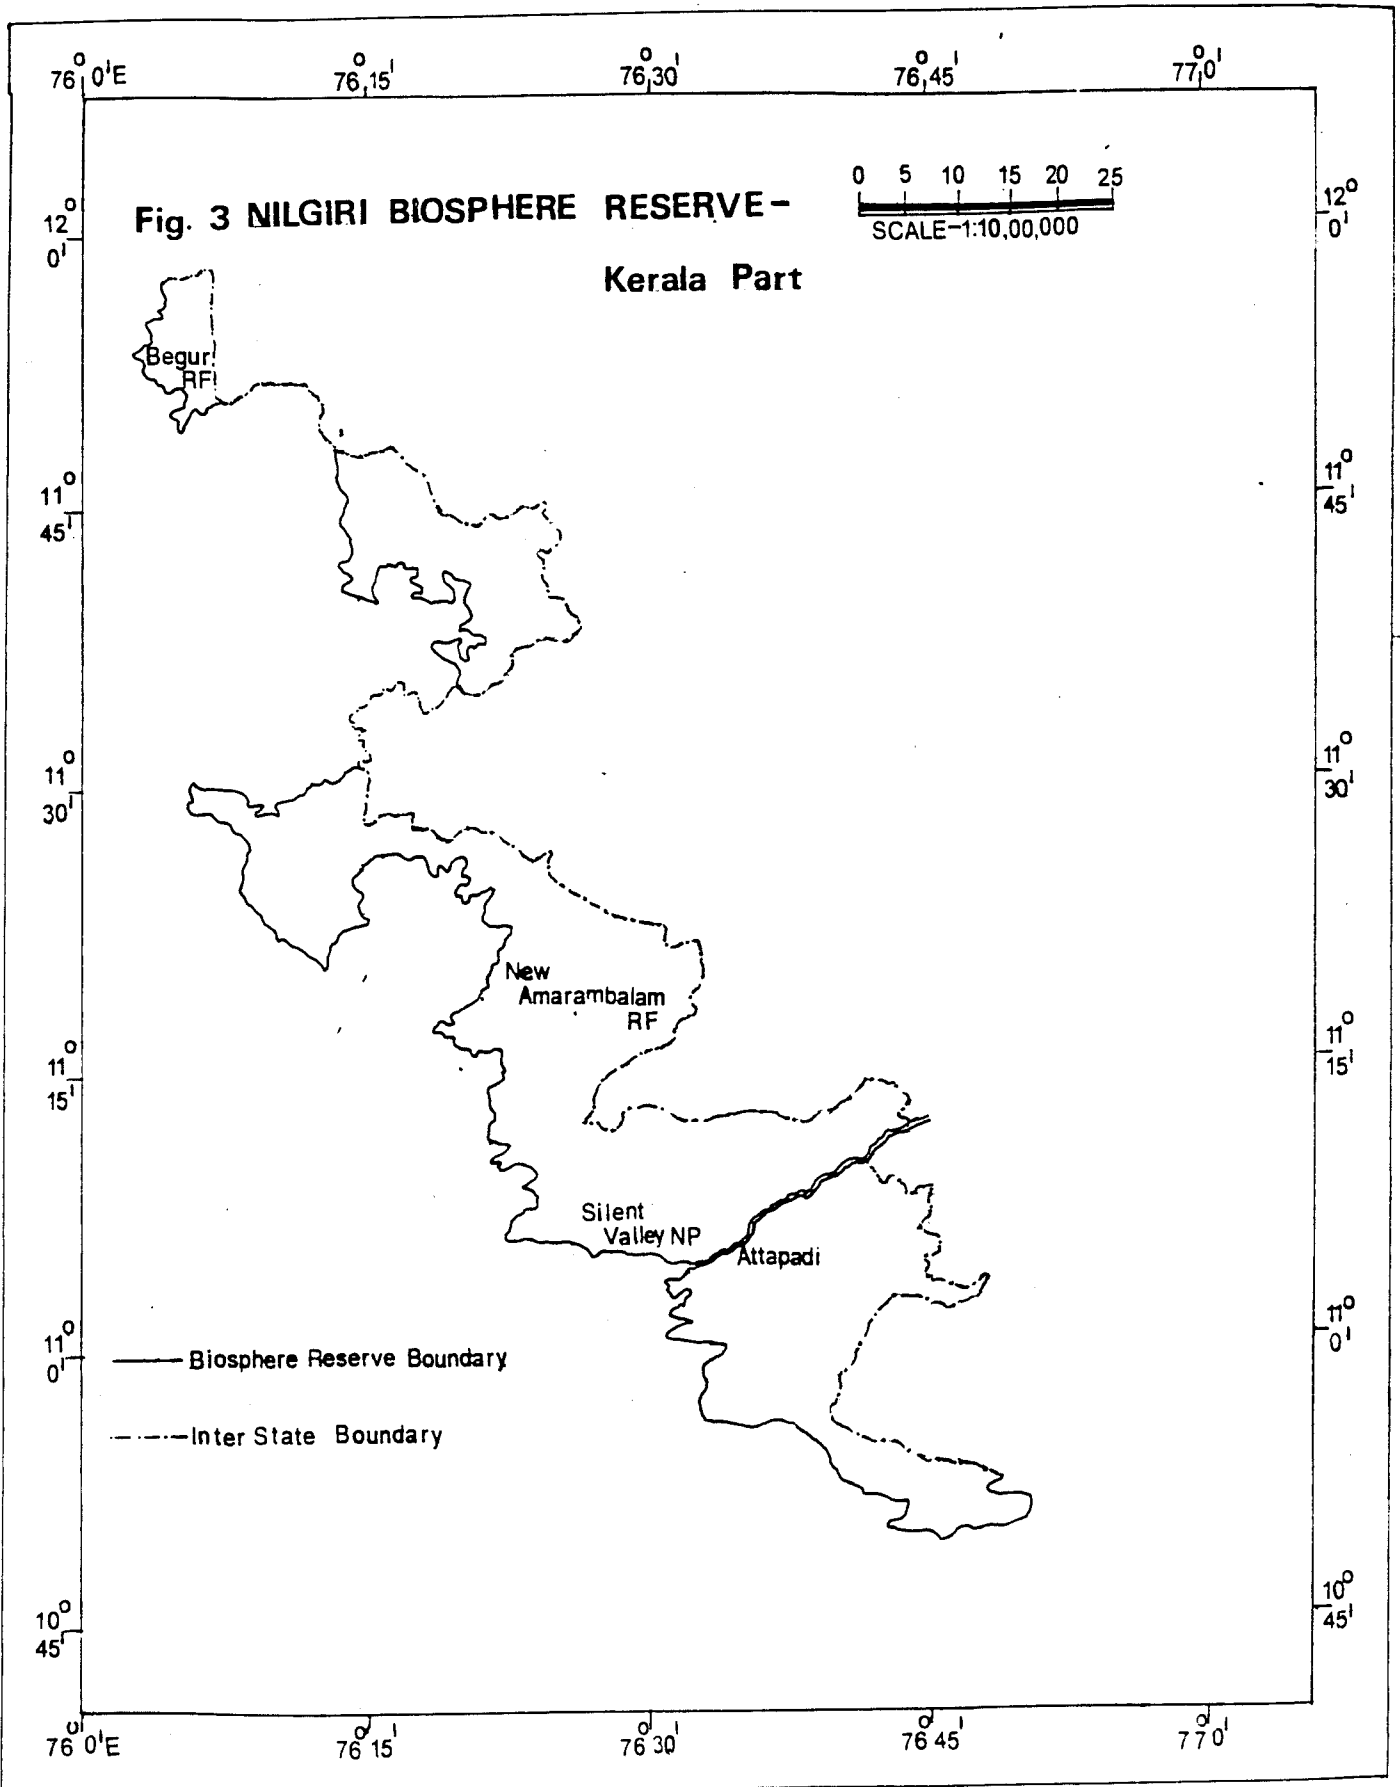 76°0'E 76°15' 76°30' 76°45' 77°0'
Fig. 3 NILGIRI BIOSPHERE RESERVE-
Kerala Part
0 5 10 15 20 25
SCALE-1:10,00,000
12°
0'
12°
0'
Begur
RF
11°
45'
11°
45'
11°
30'
11°
30'
New
Amarambalam
RF
11°
15'
11°
15'
Silent
Valley NP
Attapadi
11°
0'
11°
0'
Biosphere Reserve Boundary
Inter State Boundary
10°
45'
10°
45'
76°0'E 76°15' 76°30' 76°45' 77°0'